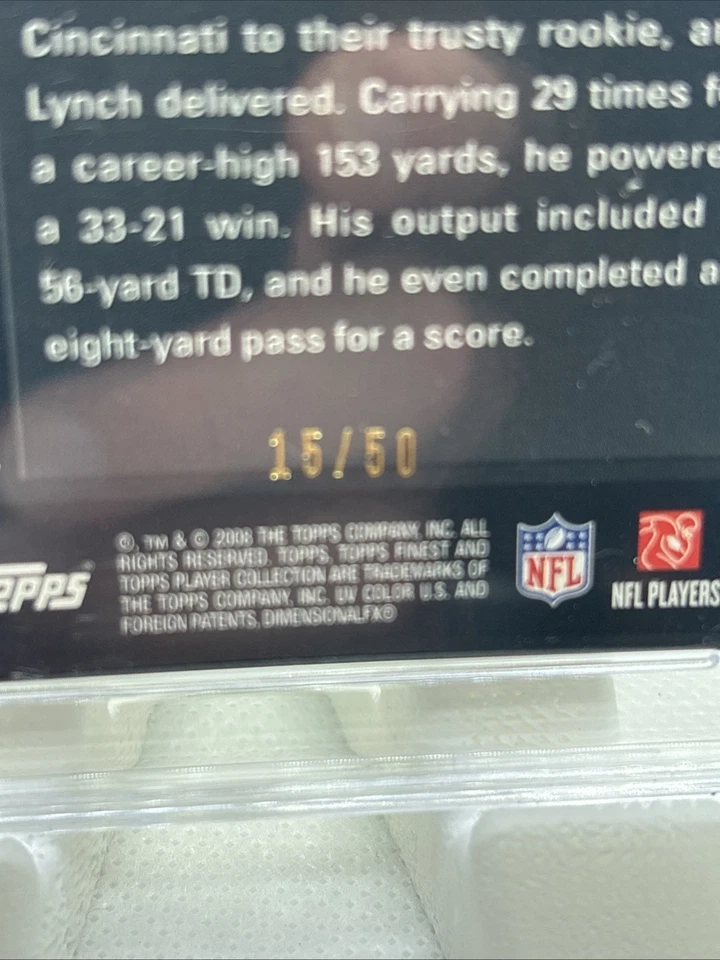 Cincinnati to their trusty rookie, a
Lynch delivered. Carrying 29 times f
a career-high 153 yards, he powere
a 33-21 win. His output included
56-yard TD, and he even completed a
eight-yard pass for a score.
15/50
®, TM & © 2008 THE TOPPS COMPANY, INC. ALL
RIGHTS RESERVED. TOPPS, TOPPS FINEST AND
TOPPS PLAYER COLLECTION ARE TRADEMARKS OF
THE TOPPS COMPANY, INC. UV COLOR U.S. AND
FOREIGN PATENTS, DIMENSIONALFX®
OPPS
NFL
NFL PLAYERS